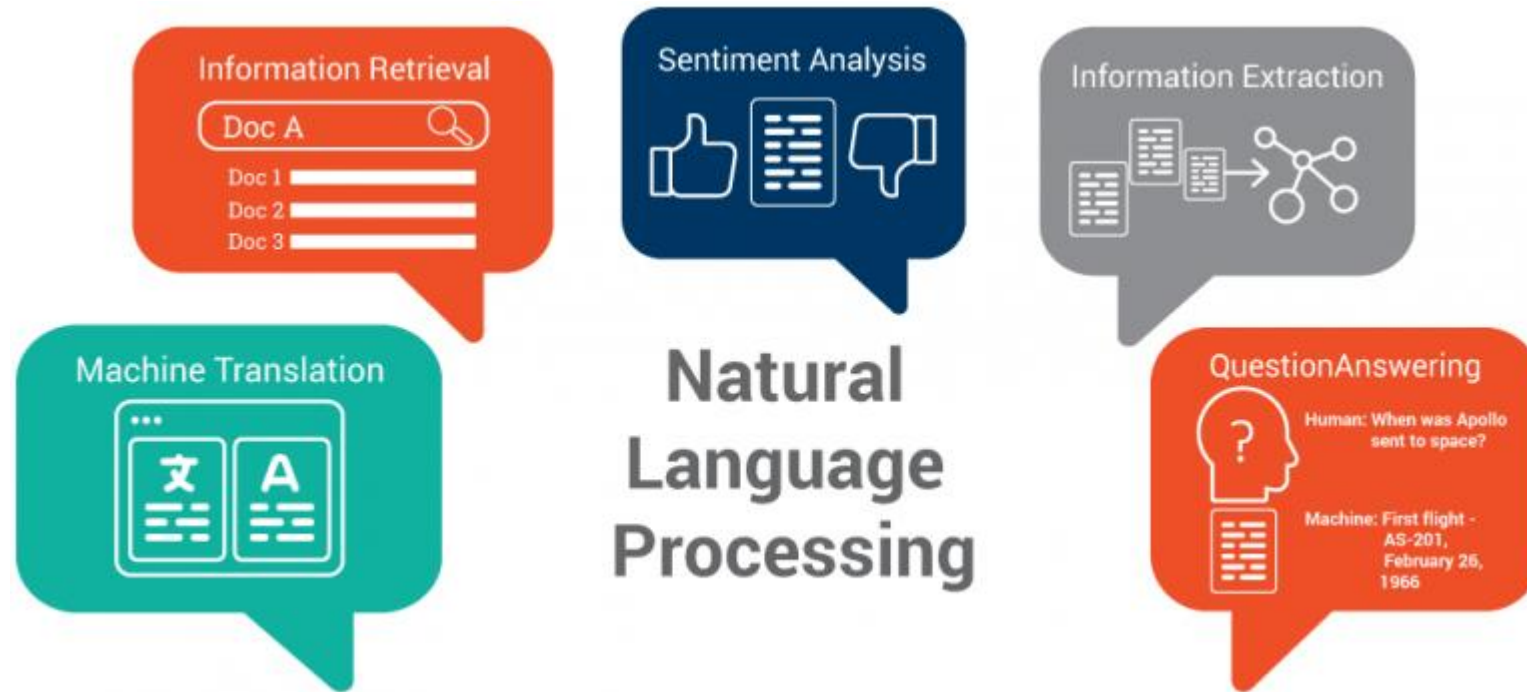 Information Retrieval
Doc A
Doc 1
Doc 2
Doc 3
Sentiment Analysis
Information Extraction
Machine Translation
文 A
Natural
Language
Processing
QuestionAnswering
?
Human: When was Apollo
sent to space?
Machine: First flight -
AS-201,
February 26,
1966